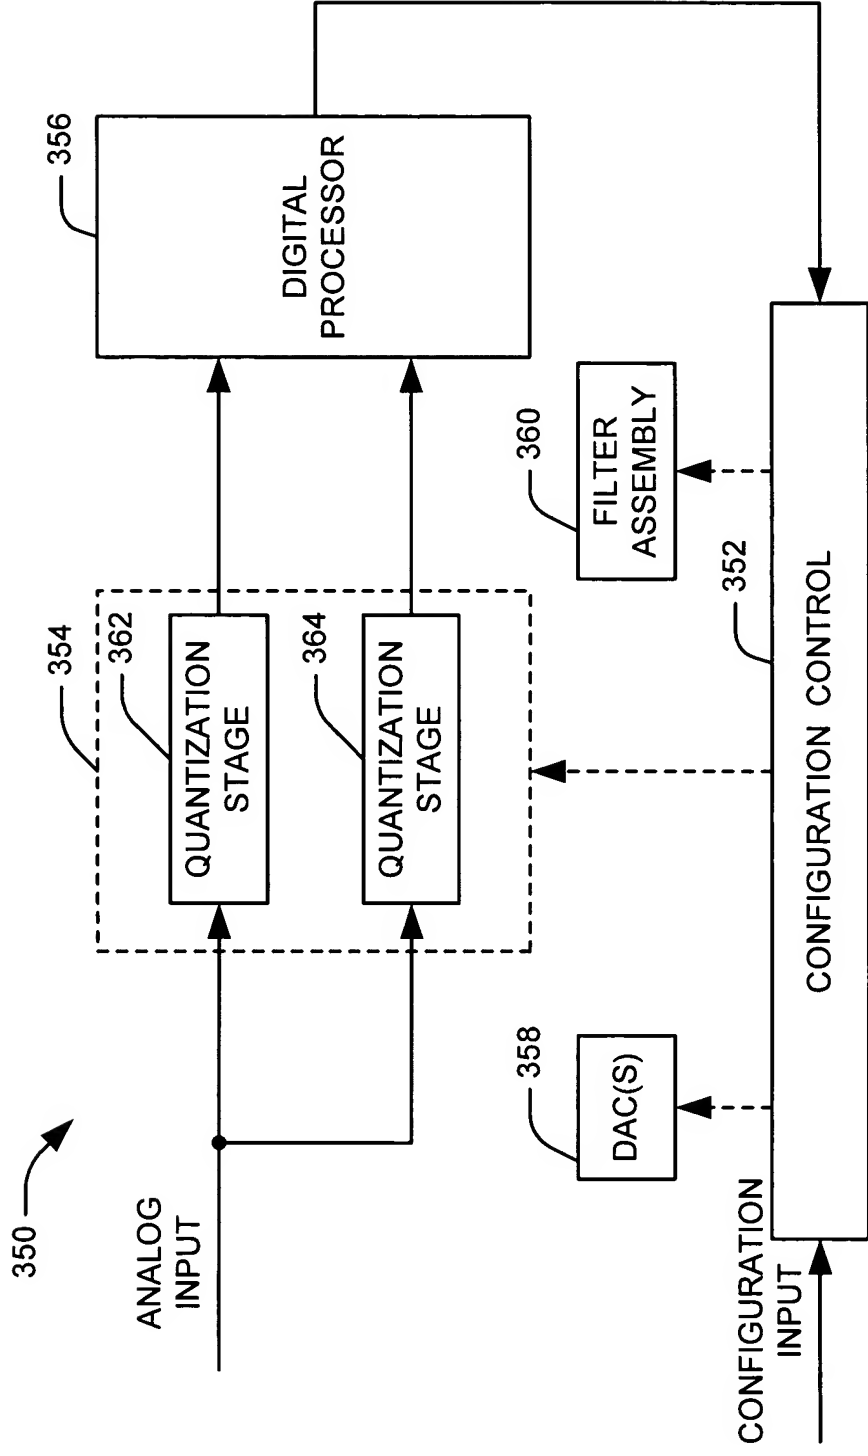 350
ANALOG
INPUT
354
362
QUANTIZATION
STAGE
364
QUANTIZATION
STAGE
356
DIGITAL
PROCESSOR
358
DAC(S)
360
FILTER
ASSEMBLY
CONFIGURATION
INPUT
352
CONFIGURATION CONTROL